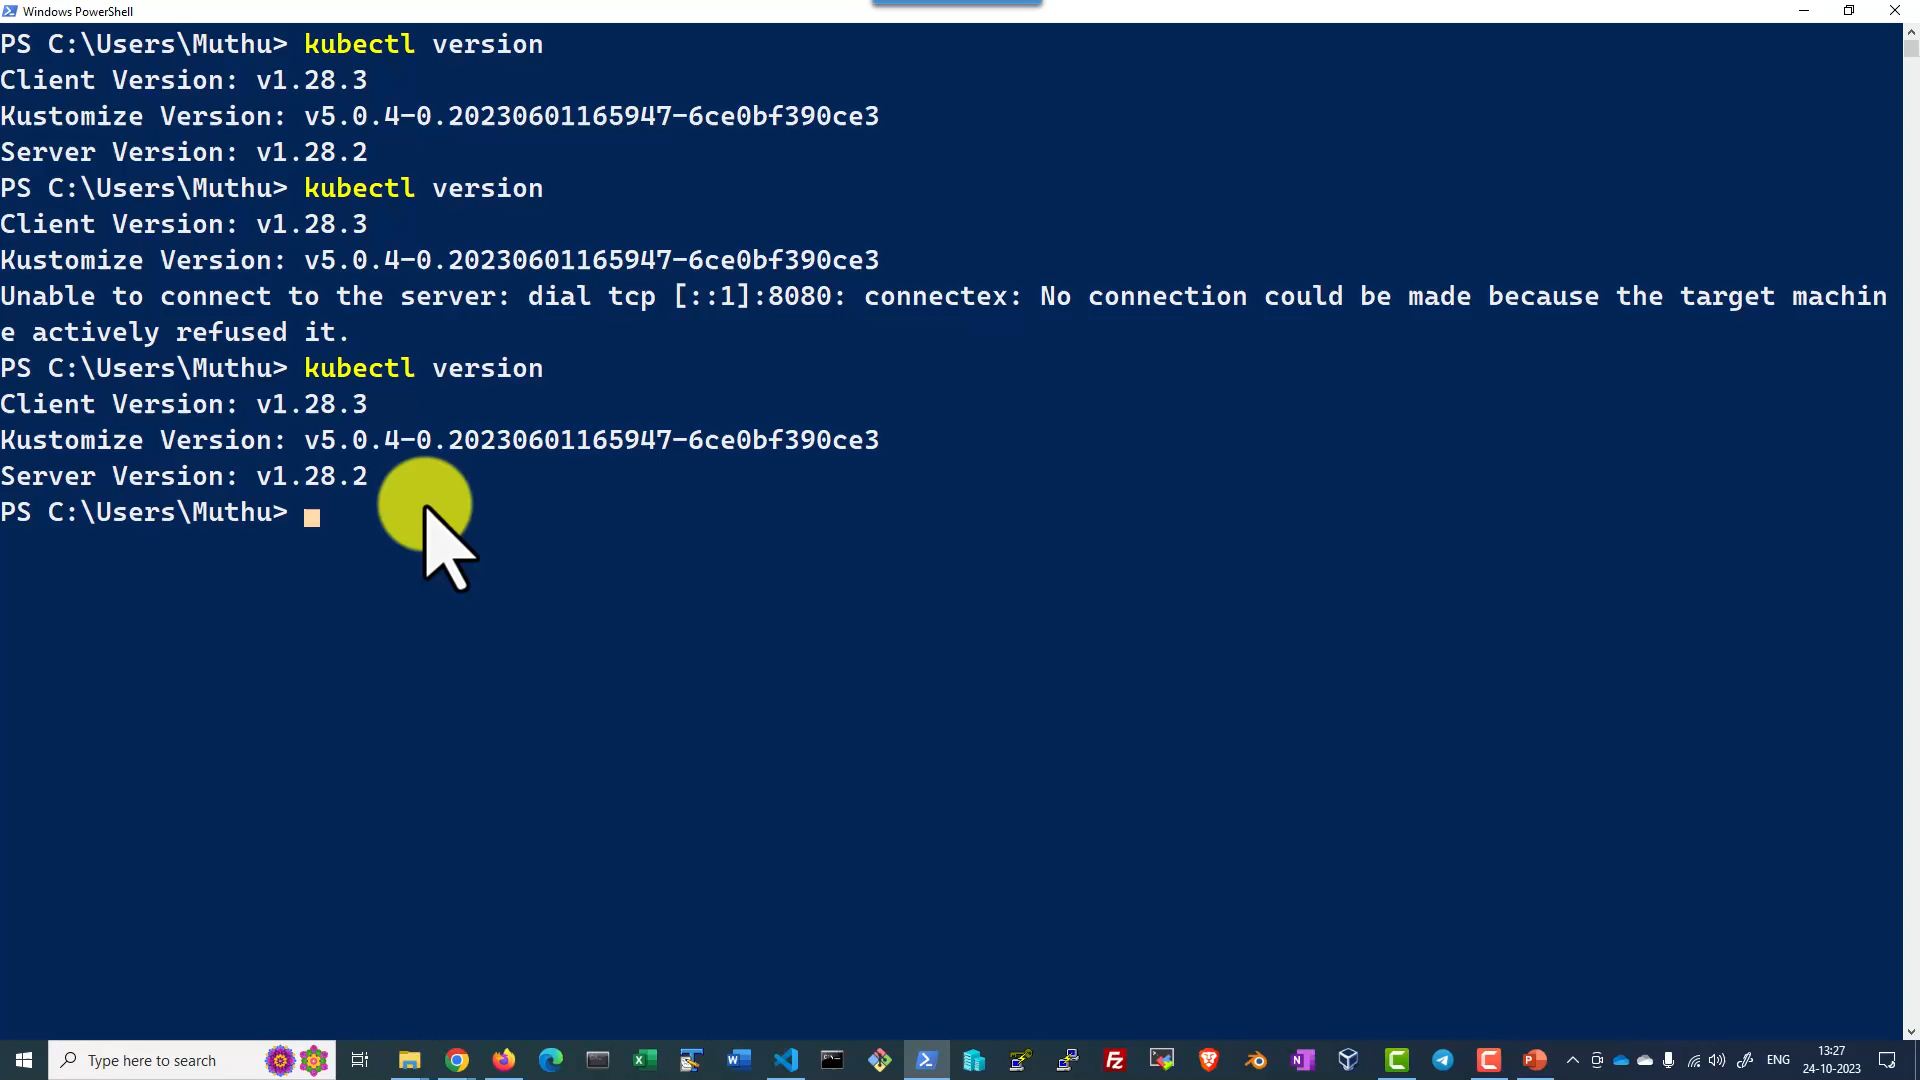 Windows PowerShell
PS C:\Users\Muthu> kubectl version
Client Version: v1.28.3
Kustomize Version: v5.0.4-0.20230601165947-6ce0bf390ce3
Server Version: v1.28.2
PS C:\Users\Muthu> kubectl version
Client Version: v1.28.3
Kustomize Version: v5.0.4-0.20230601165947-6ce0bf390ce3
Unable to connect to the server: dial tcp [::1]:8080: connectex: No connection could be made because the target machin
e actively refused it.
PS C:\Users\Muthu> kubectl version
Client Version: v1.28.3
Kustomize Version: v5.0.4-0.20230601165947-6ce0bf390ce3
Server Version: v1.28.2
PS C:\Users\Muthu>
Type here to search
ENG
13:27
24-10-2023